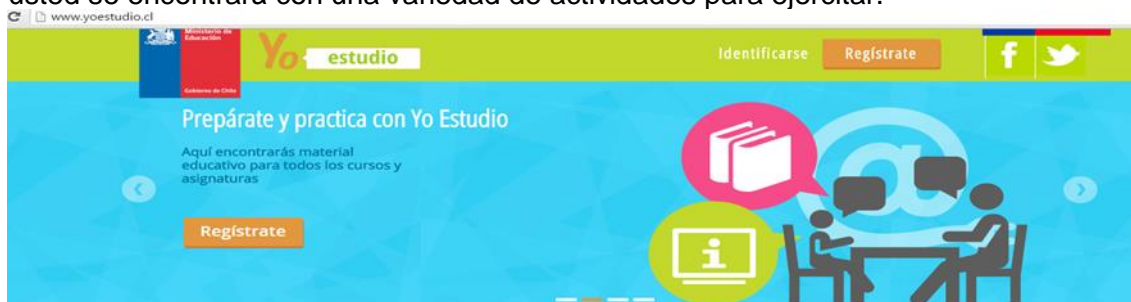 usted se encontrará con una variedad de actividades para ejercitar.
www.yoestudio.cl
Ministerio de
Educación
Gobierno de Chile
Yo estudio
Identificarse
Regístrate
f
Prepárate y practica con Yo Estudio
Aquí encontrarás material
educativo para todos los cursos y
asignaturas
Regístrate
@
i